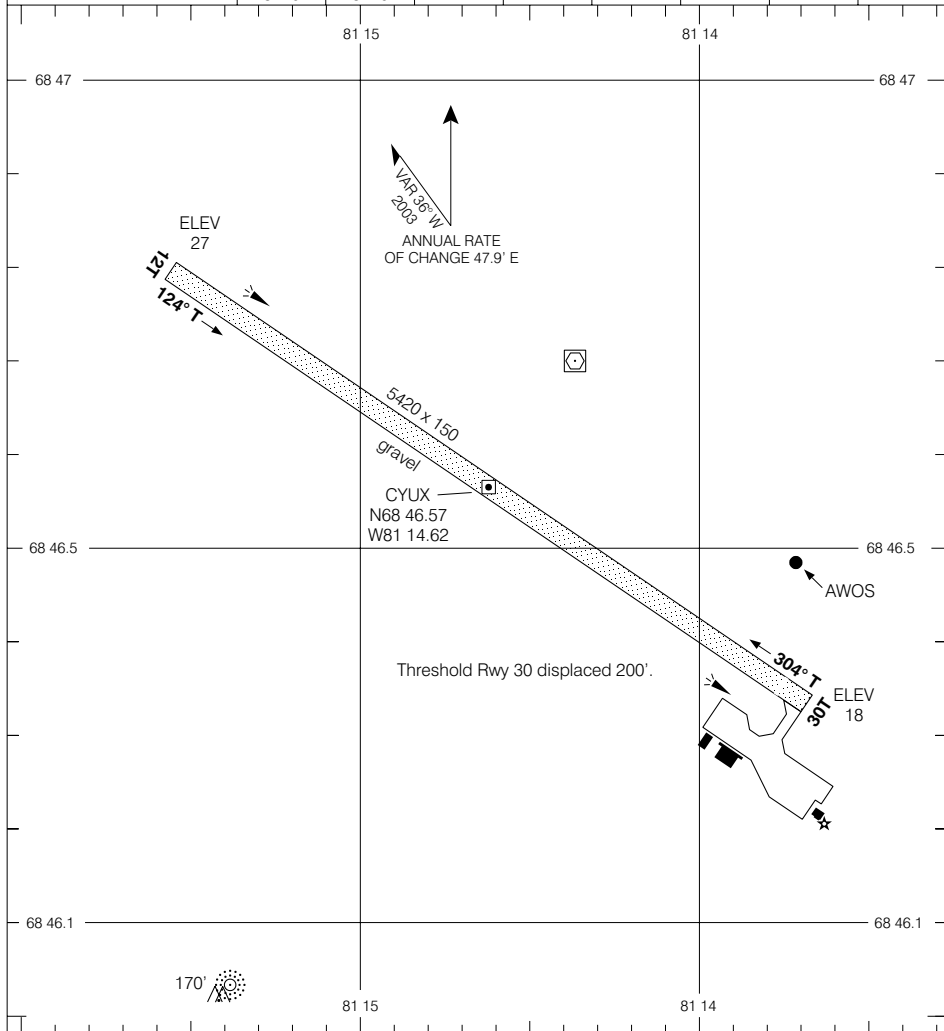 81 15
81 14
68 47
68 47
VAR 36° W
2003
ANNUAL RATE
OF CHANGE 47.9' E
ELEV
27
12T
124° T
5420 x 150
gravel
CYUX
N68 46.57
W81 14.62
68 46.5
68 46.5
AWOS
Threshold Rwy 30 displaced 200'.
304° T
30T
ELEV
18
68 46.1
68 46.1
170'
81 15
81 14